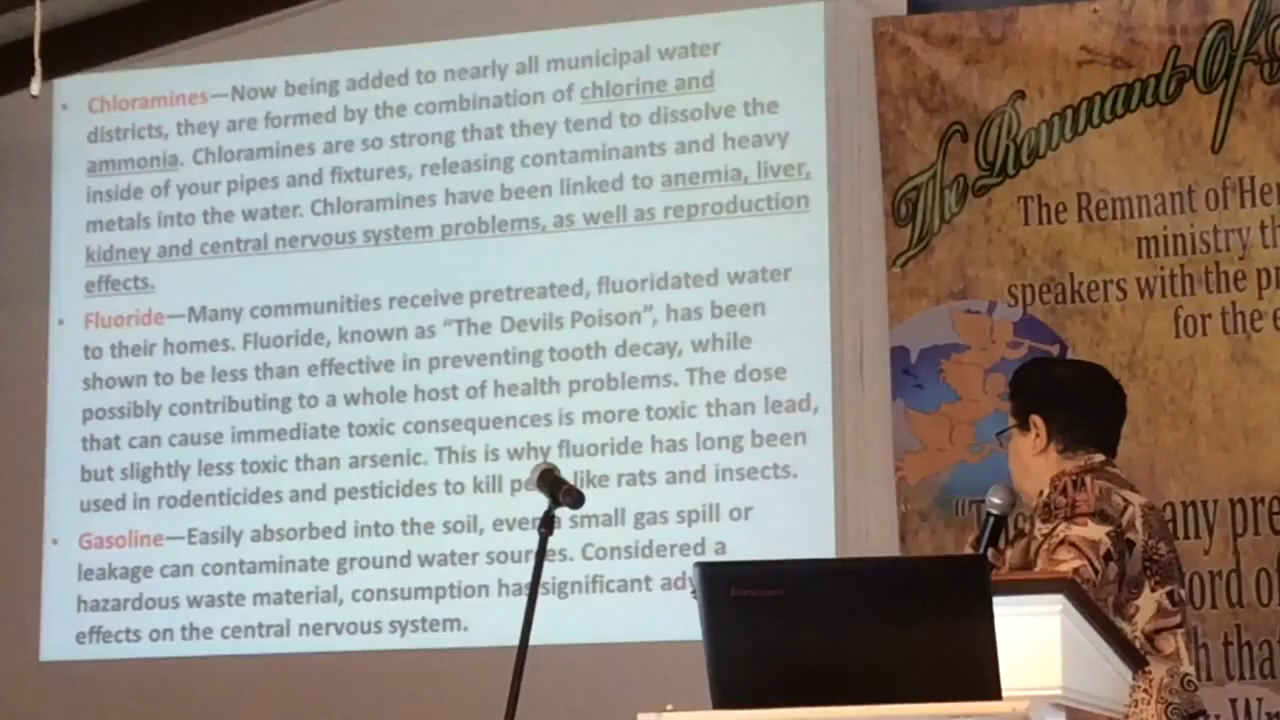 • Chloramines—Now being added to nearly all municipal water
districts, they are formed by the combination of chlorine and
ammonia. Chloramines are so strong that they tend to dissolve the
inside of your pipes and fixtures, releasing contaminants and heavy
metals into the water. Chloramines have been linked to anemia, liver,
kidney and central nervous system problems, as well as reproduction
effects.
• Fluoride—Many communities receive pretreated, fluoridated water
to their homes. Fluoride, known as “The Devils Poison”, has been
shown to be less than effective in preventing tooth decay, while
possibly contributing to a whole host of health problems. The dose
that can cause immediate toxic consequences is more toxic than lead,
but slightly less toxic than arsenic. This is why fluoride has long been
used in rodenticides and pesticides to kill like rats and insects.
• Gasoline—Easily absorbed into the soil, even a small gas spill or
leakage can contaminate ground water sources. Considered a
hazardous waste material, consumption has significant
effects on the central nervous system.
The Remnant Of
The Remnant of
ministry
speakers with the
for the
any